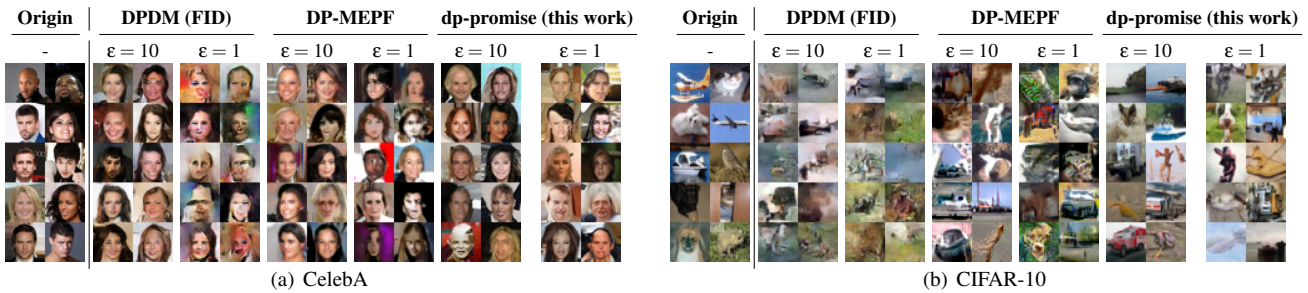 Origin DPDM (FID) DP-MEPF dp-promise (this work)
- ε = 10 ε = 1 ε = 10 ε = 1 ε = 10 ε = 1
(a) CelebA
Origin DPDM (FID) DP-MEPF dp-promise (this work)
- ε = 10 ε = 1 ε = 10 ε = 1 ε = 10 ε = 1
(b) CIFAR-10